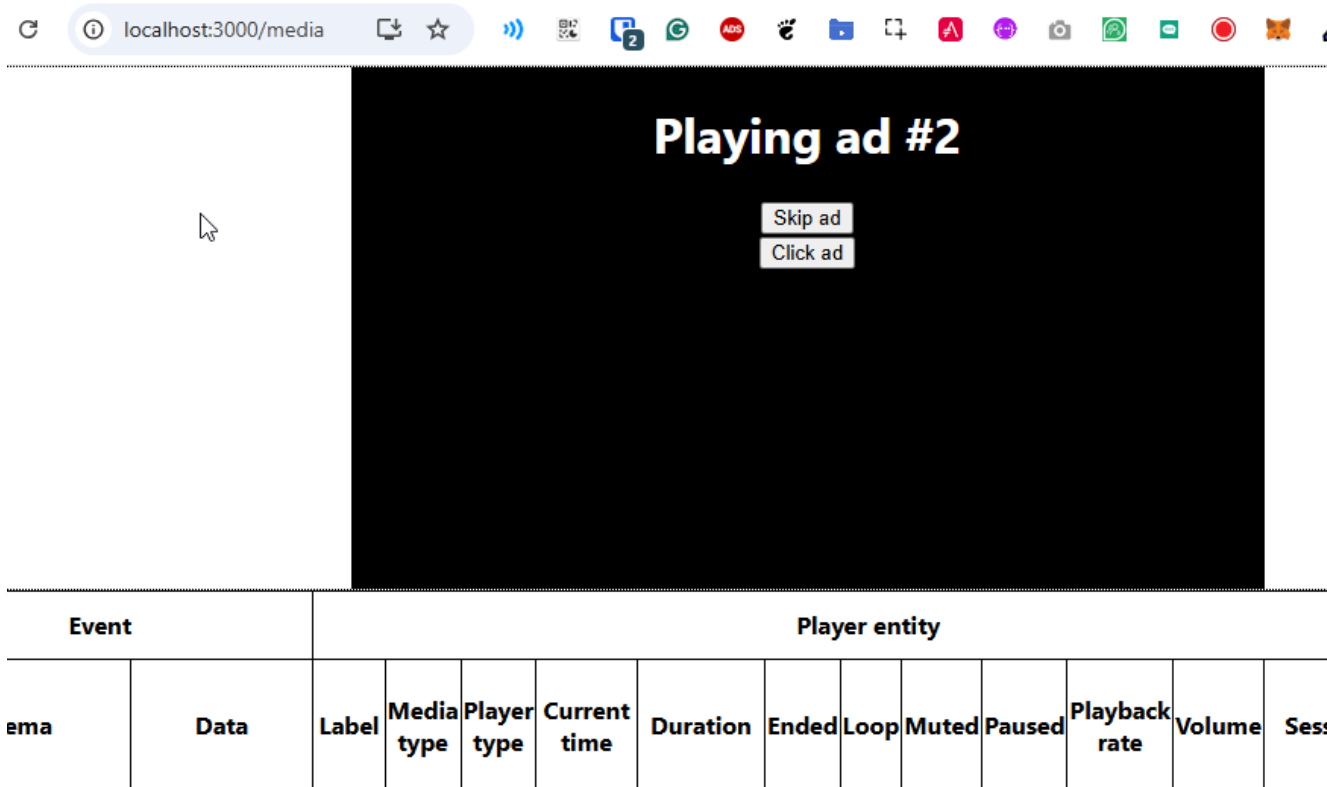 localhost:3000/media
2
ADS
Playing ad #2
Skip ad
Click ad
Event
Player entity
ema
Data
Label
Media type
Player type
Current time
Duration
Ended
Loop
Muted
Paused
Playback rate
Volume
Sess